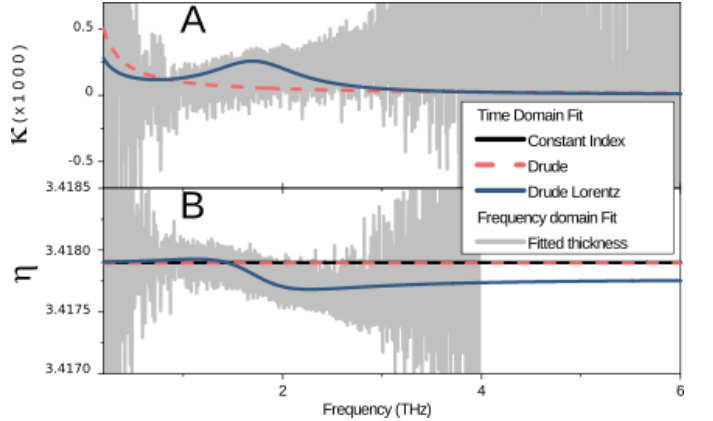 A
0.5
0
-0.5
K (x1000)
Time Domain Fit
Constant Index
Drude
Drude Lorentz
Frequency domain Fit
Fitted thickness
B
3.4185
3.4180
3.4175
3.4170
η
2
4
6
Frequency (THz)